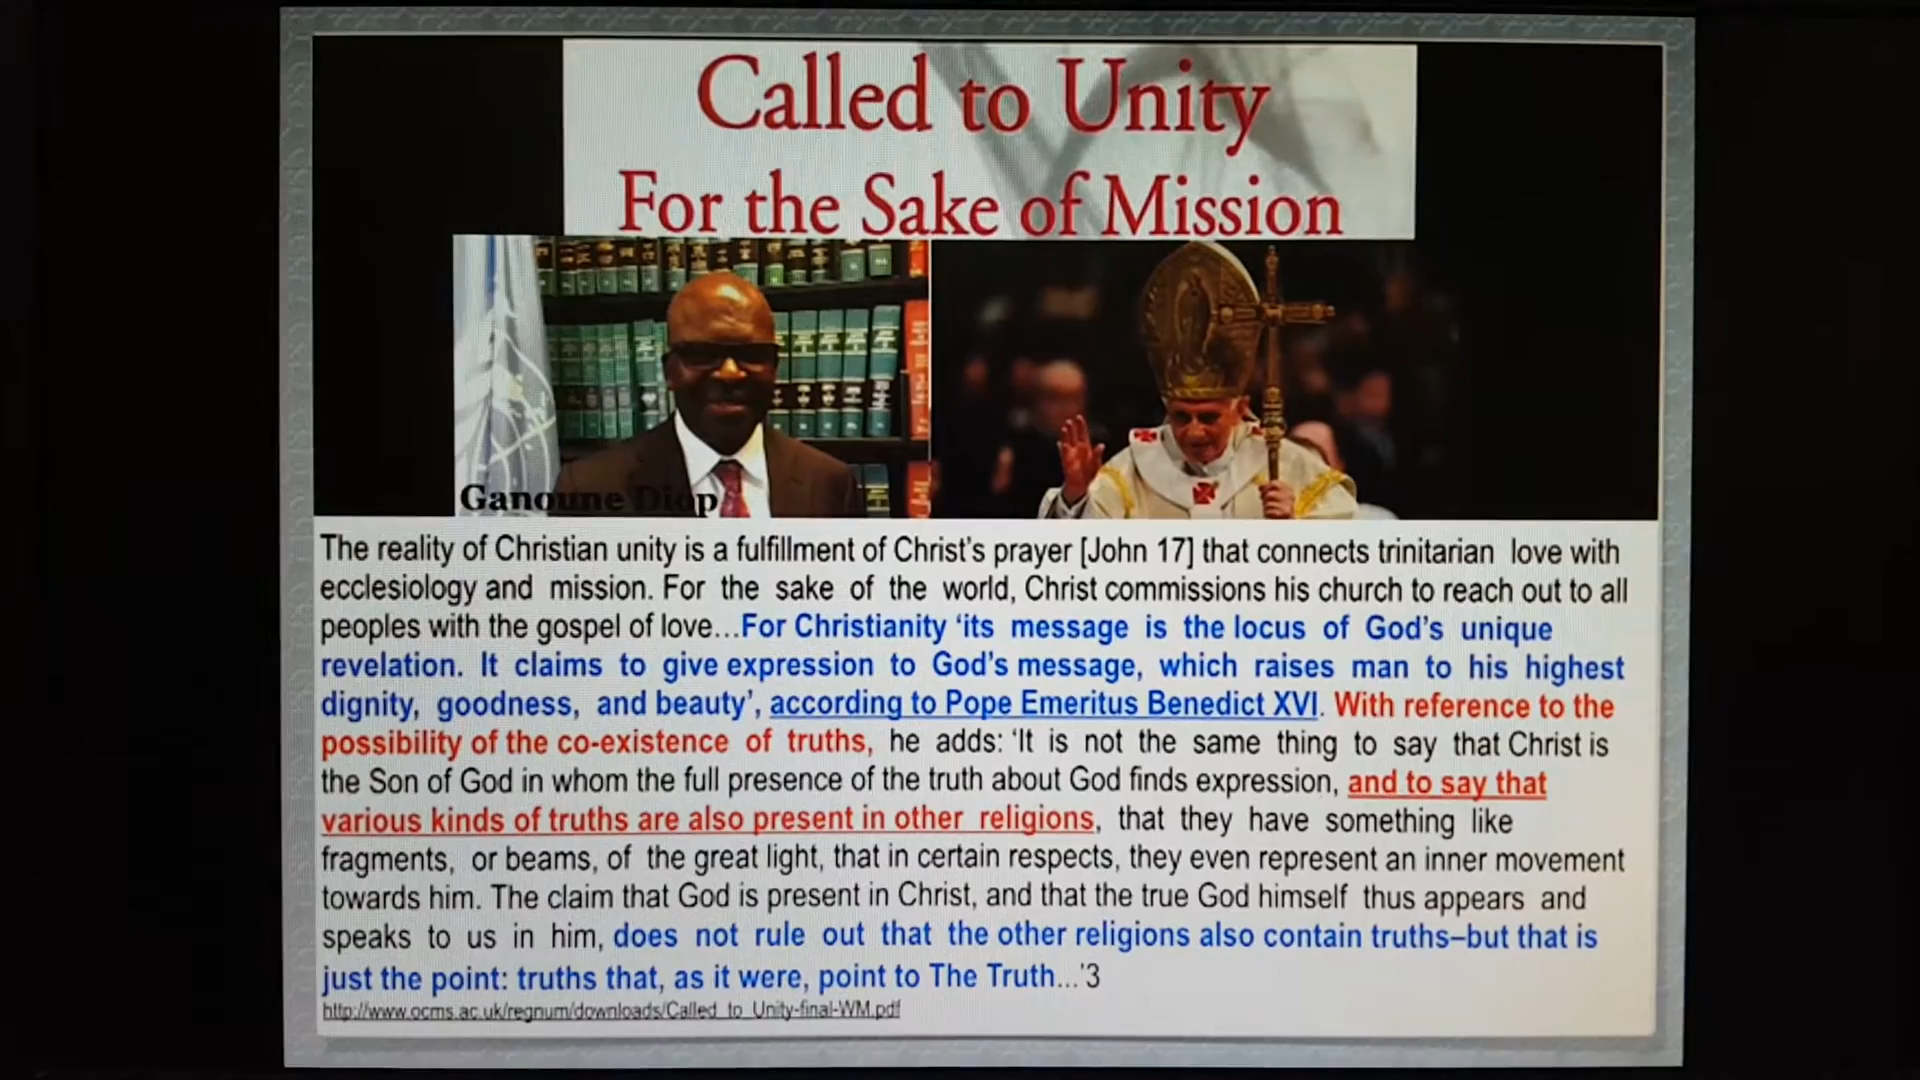 Called to Unity
For the Sake of Mission
Ganoune Diop
The reality of Christian unity is a fulfillment of Christ's prayer [John 17] that connects trinitarian love with
ecclesiology and mission. For the sake of the world, Christ commissions his church to reach out to all
peoples with the gospel of love...For Christianity 'its message is the locus of God's unique
revelation. It claims to give expression to God's message, which raises man to his highest
dignity, goodness, and beauty', according to Pope Emeritus Benedict XVI. With reference to the
possibility of the co-existence of truths, he adds: 'It is not the same thing to say that Christ is
the Son of God in whom the full presence of the truth about God finds expression, and to say that
various kinds of truths are also present in other religions, that they have something like
fragments, or beams, of the great light, that in certain respects, they even represent an inner movement
towards him. The claim that God is present in Christ, and that the true God himself thus appears and
speaks to us in him, does not rule out that the other religions also contain truths–but that is
just the point: truths that, as it were, point to The Truth...'3
http://www.ocms.ac.uk/regnum/downloads/Called_to_Unity-final-WM.pdf